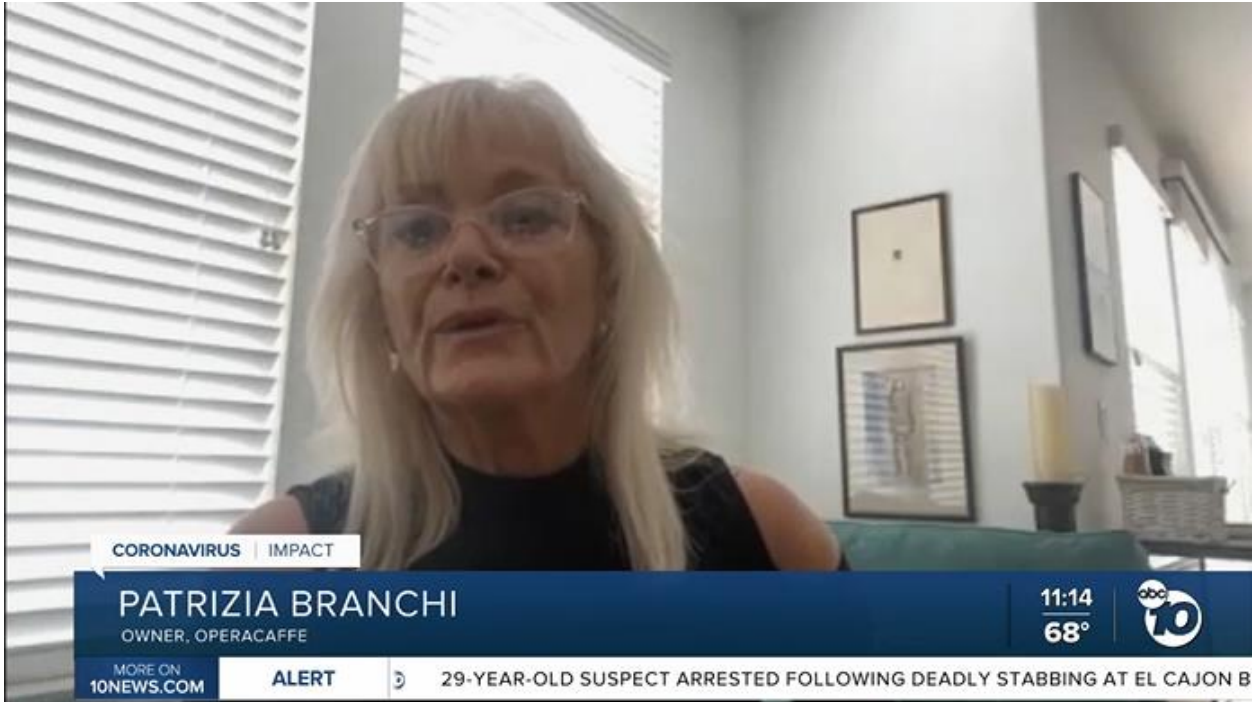 CORONAVIRUS | IMPACT
PATRIZIA BRANCHI
OWNER, OPERACAFFE
11:14
68°
abc
10
MORE ON
10NEWS.COM
ALERT
29-YEAR-OLD SUSPECT ARRESTED FOLLOWING DEADLY STABBING AT EL CAJON B